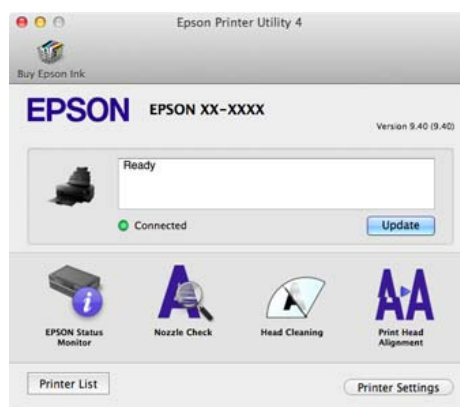 Epson Printer Utility 4
Buy Epson Ink
EPSON EPSON XX-XXXX
Version 9.40 (9.40)
Ready
Connected Update
EPSON Status
Monitor
Nozzle Check
Head Cleaning
Print Head
Alignment
Printer List Printer Settings